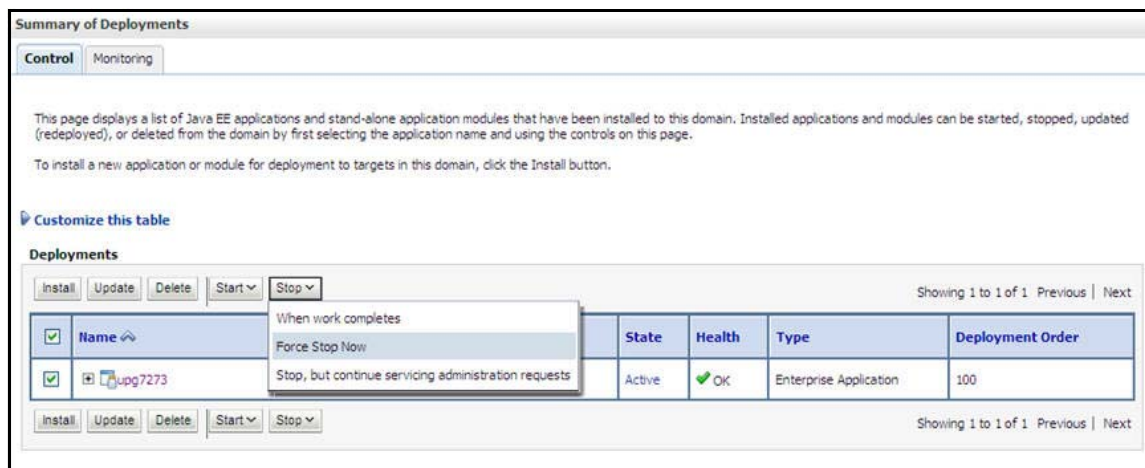 Summary of Deployments
Control Monitoring
This page displays a list of Java EE applications and stand-alone application modules that have been installed to this domain. Installed applications and modules can be started, stopped, updated
(redeployed), or deleted from the domain by first selecting the application name and using the controls on this page.
To install a new application or module for deployment to targets in this domain, click the Install button.
Customize this table
Deployments
Install Update Delete Start Stop Showing 1 to 1 of 1 Previous | Next
When work completes
Name State Health Type Deployment Order
Force Stop Now
upg7273 Active OK Enterprise Application 100
Stop, but continue servicing administration requests
Install Update Delete Start Stop Showing 1 to 1 of 1 Previous | Next